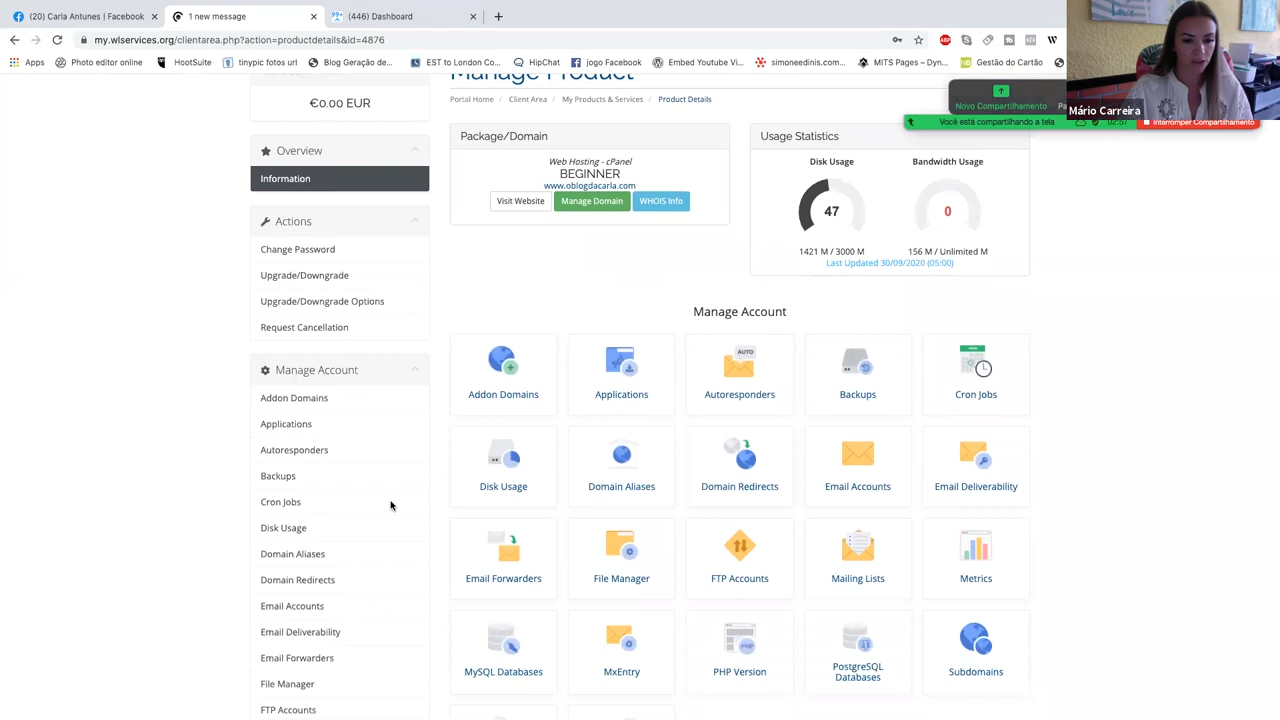 (20) Carla Antunes | Facebook
1 new message
(446) Dashboard
my.wlservices.org/clientarea.php?action=productdetails&id=4876
Apps
Photo editor online
HootSuite
tinypic fotos url
Blog Geração de...
EST to London Co...
HipChat
jogo Facebook
Embed Youtube Vi...
simoneedinis.com...
MITS Pages – Dyn...
Gestão do Cartão
Mário Carreira
Novo Compartilhamento
Você está compartilhando a tela
02:57
Interromper Compartilhamento
Manage Product
Portal Home / Client Area / My Products & Services / Product Details
€0.00 EUR
Overview
Information
Actions
Change Password
Upgrade/Downgrade
Upgrade/Downgrade Options
Request Cancellation
Manage Account
Addon Domains
Applications
Autoresponders
Backups
Cron Jobs
Disk Usage
Domain Aliases
Domain Redirects
Email Accounts
Email Deliverability
Email Forwarders
File Manager
FTP Accounts
Package/Domain
Web Hosting - cPanel
BEGINNER
www.oblogdacarla.com
Visit Website
Manage Domain
WHOIS Info
Usage Statistics
Disk Usage
Bandwidth Usage
47
0
1421 M / 3000 M
156 M / Unlimited M
Last Updated 30/09/2020 (05:00)
Manage Account
Addon Domains
Applications
AUTO
Autoresponders
Backups
Cron Jobs
Disk Usage
Domain Aliases
Domain Redirects
Email Accounts
Email Deliverability
Email Forwarders
File Manager
FTP Accounts
Mailing Lists
Metrics
MySQL Databases
MxEntry
PHP
PHP Version
PostgreSQL
Databases
Subdomains